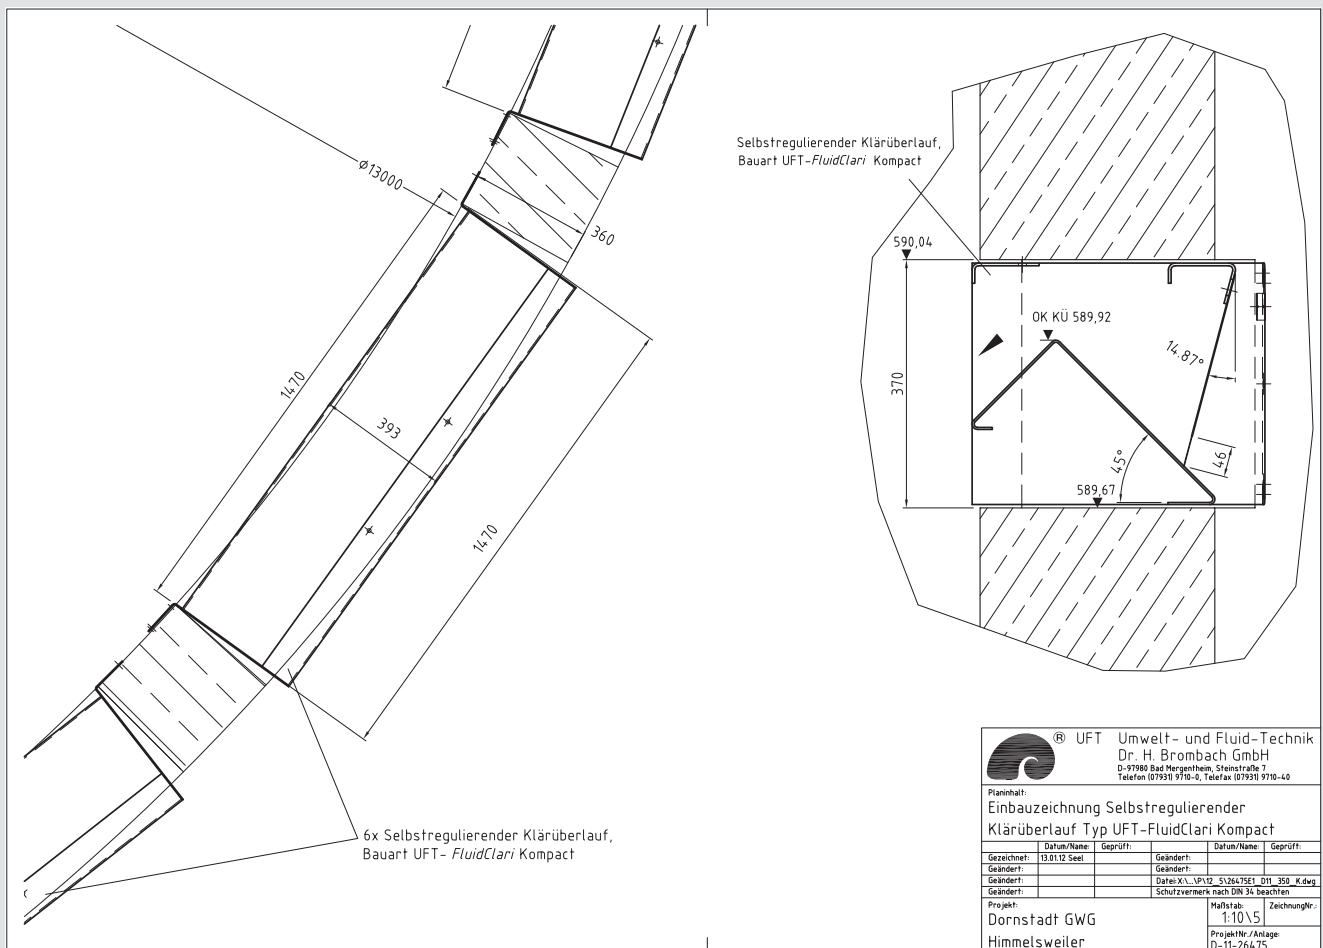 Ø13000
360
1470
393
1470
6x Selbstregulierender Klärüberlauf,
Bauart UFT- FluidClari Kompact
Selbstregulierender Klärüberlauf,
Bauart UFT-FluidClari Kompact
590,04
OK KÜ 589,92
14.87°
370
45°
46
589,67
® UFT Umwelt- und Fluid-Technik
Dr. H. Brombach GmbH
D-97980 Bad Mergentheim, Steinstraße 7
Telefon (07931) 9710-0, Telefax (07931) 9710-40
Planinhalt:
Einbauzeichnung Selbstregulierender
Klärüberlauf Typ UFT-FluidClari Kompact
Datum/Name: Geprüft: Datum/Name: Geprüft:
Gezeichnet: 13.01.12 Seel Geändert:
Geändert: Geändert:
Geändert: Datei:X:\...\P\12_5\26475E1_D11_350_K.dwg
Geändert: Schutzvermerk nach DIN 34 beachten
Projekt: Maßstab: ZeichnungNr.:
Dornstadt GWG 1:10\5
Himmelsweiler ProjektNr./Anlage:
D-11-26475